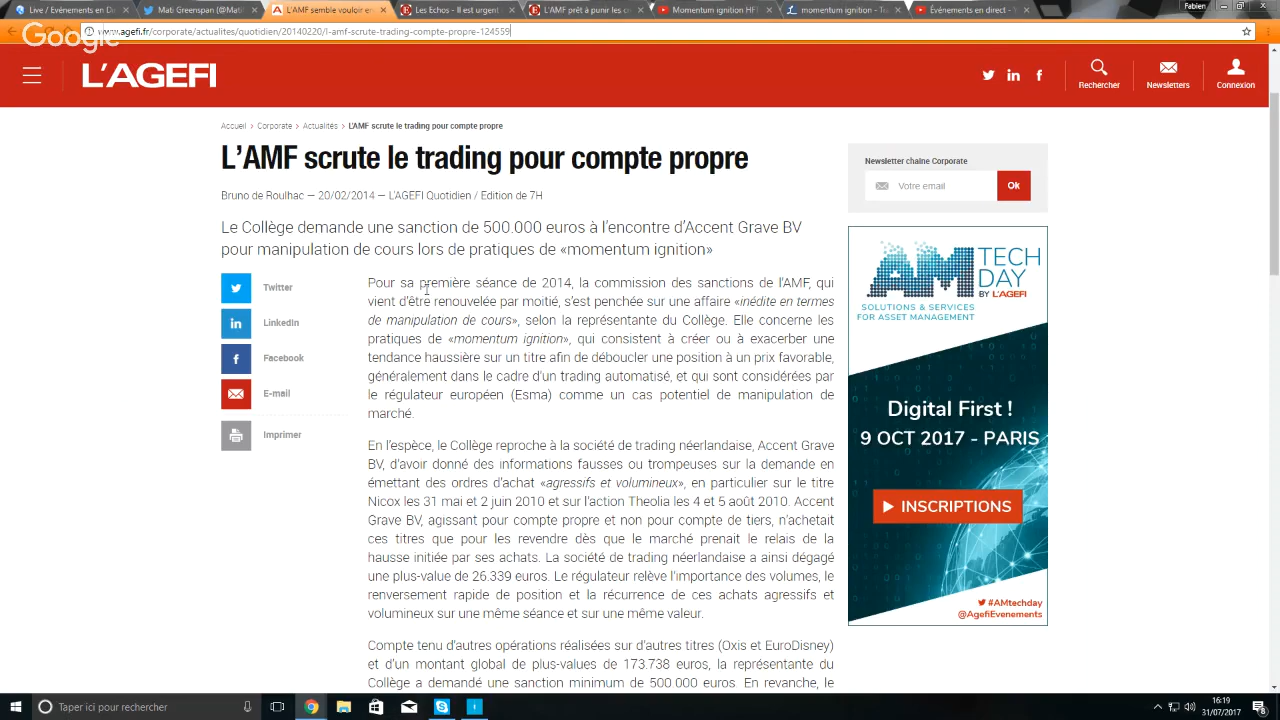 Live / Événements en Di
Mati Greenspan (@Mati
L'AMF semble vouloir en
Les Echos - Il est urgent
L'AMF prêt à punir les co
Momentum ignition HF
momentum ignition - Tr
Événements en direct - Y
Fabien
Google
www.agefi.fr/corporate/actualites/quotidien/20140220/l-amf-scrute-trading-compte-propre-124559
L'AGEFI
Rechercher
Newsletters
Connexion
Accueil > Corporate > Actualités > L'AMF scrute le trading pour compte propre
L'AMF scrute le trading pour compte propre
Bruno de Roulhac — 20/02/2014 — L'AGEFI Quotidien / Edition de 7H
Le Collège demande une sanction de 500.000 euros à l'encontre d'Accent Grave BV
pour manipulation de cours lors de pratiques de «momentum ignition»
Twitter
LinkedIn
Facebook
E-mail
Imprimer
Pour sa première séance de 2014, la commission des sanctions de l'AMF, qui
vient d'être renouvelée par moitié, s'est penchée sur une affaire «inédite en termes
de manipulation de cours», selon la représentante du Collège. Elle concerne les
pratiques de «momentum ignition», qui consistent à créer ou à exacerber une
tendance haussière sur un titre afin de déboucler une position à un prix favorable,
généralement dans le cadre d'un trading automatisé, et qui sont considérées par
le régulateur européen (Esma) comme un cas potentiel de manipulation de
marché.
En l'espèce, le Collège reproche à la société de trading néerlandaise, Accent Grave
BV, d'avoir donné des informations fausses ou trompeuses sur la demande en
émettant des ordres d'achat «agressifs et volumineux», en particulier sur le titre
Nicox les 31 mai et 2 juin 2010 et sur l'action Theolia les 4 et 5 août 2010. Accent
Grave BV, agissant pour compte propre et non pour compte de tiers, n'achetait
ces titres que pour les revendre dès que le marché prenait le relais de la
hausse initiée par ses achats. La société de trading néerlandaise a ainsi dégagé
une plus-value de 26.339 euros. Le régulateur relève l'importance des volumes, le
renversement rapide de position et la récurrence de ces achats agressifs et
volumineux sur une même séance et sur une même valeur.
Compte tenu d'autres opérations réalisées sur d'autres titres (Oxis et EuroDisney)
et d'un montant global de plus-values de 173.738 euros, la représentante du
Collège a demandé une sanction minimum de 500.000 euros. En revanche, le
Newsletter chaîne Corporate
Votre email
Ok
AM TECH
DAY
BY L'AGEFI
SOLUTIONS & SERVICES
FOR ASSET MANAGEMENT
Digital First !
9 OCT 2017 - PARIS
INSCRIPTIONS
#AMtechday
@AgefiEvenements
Taper ici pour rechercher
16:19
31/07/2017
8